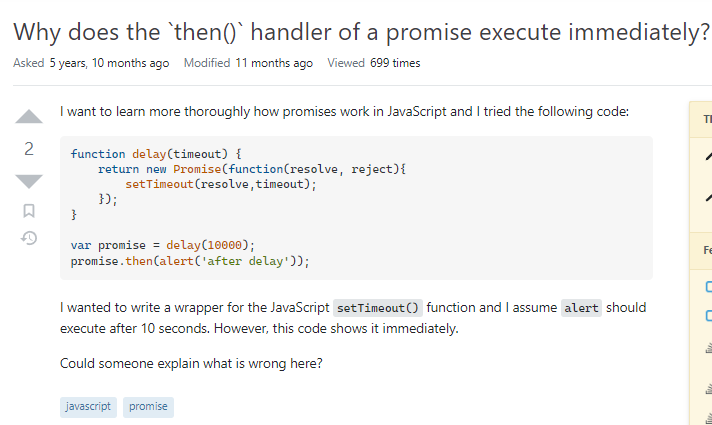 Why does the `then()` handler of a promise execute immediately?
Asked 5 years, 10 months ago Modified 11 months ago Viewed 699 times
I want to learn more thoroughly how promises work in JavaScript and I tried the following code:
2
function delay(timeout) {
    return new Promise(function(resolve, reject){
        setTimeout(resolve,timeout);
    });
}
var promise = delay(10000);
promise.then(alert('after delay'));
I wanted to write a wrapper for the JavaScript setTimeout() function and I assume alert should
execute after 10 seconds. However, this code shows it immediately.
Could someone explain what is wrong here?
javascript promise